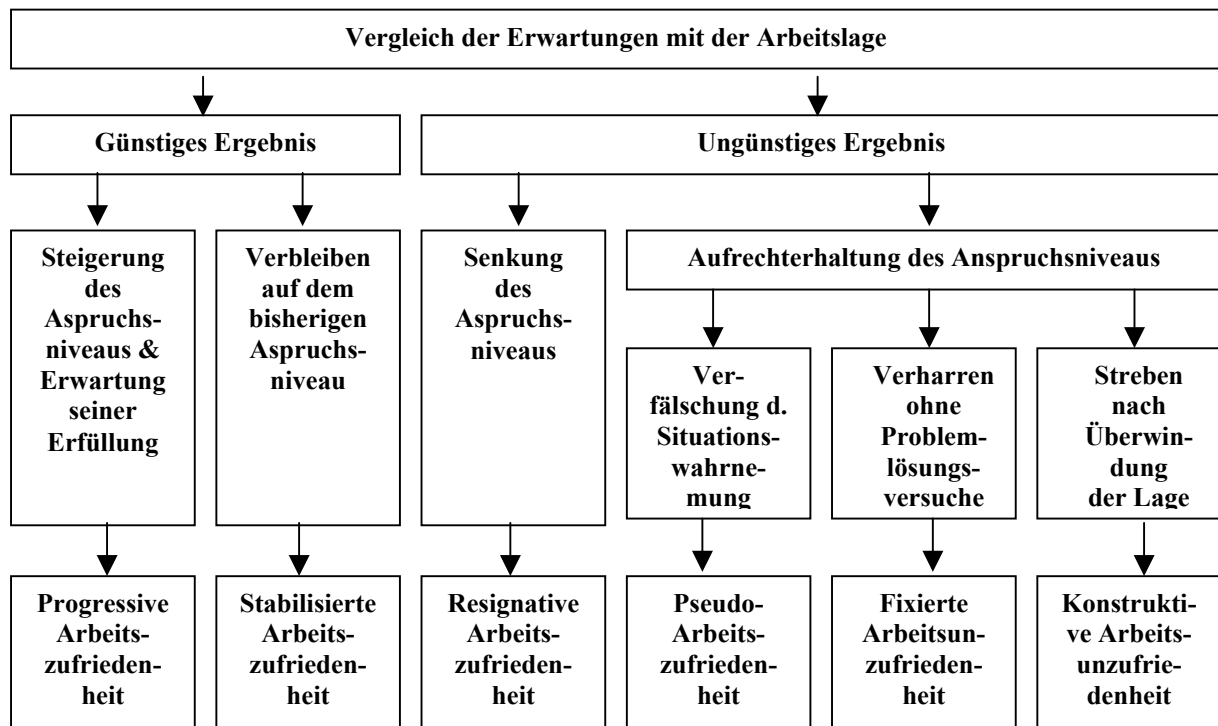 Vergleich der Erwartungen mit der Arbeitslage
Günstiges Ergebnis
Ungünstiges Ergebnis
Steigerung
des
Aspruchs-
niveaus &
Erwartung
seiner
Erfüllung
Verbleiben
auf dem
bisherigen
Aspruchs-
niveau
Senkung
des
Aspruchs-
niveaus
Aufrechterhaltung des Anspruchsniveaus
Ver-
fälschung d.
Situations-
wahrne-
mung
Verharren
ohne
Problem-
lösungs-
versuche
Streben
nach
Überwin-
dung
der Lage
Progressive
Arbeits-
zufrieden-
heit
Stabilisierte
Arbeits-
zufrieden-
heit
Resignative
Arbeits-
zufrieden-
heit
Pseudo-
Arbeits-
zufrieden-
heit
Fixierte
Arbeitsun-
zufrieden-
heit
Konstrukti-
ve Arbeits-
unzufrie-
denheit